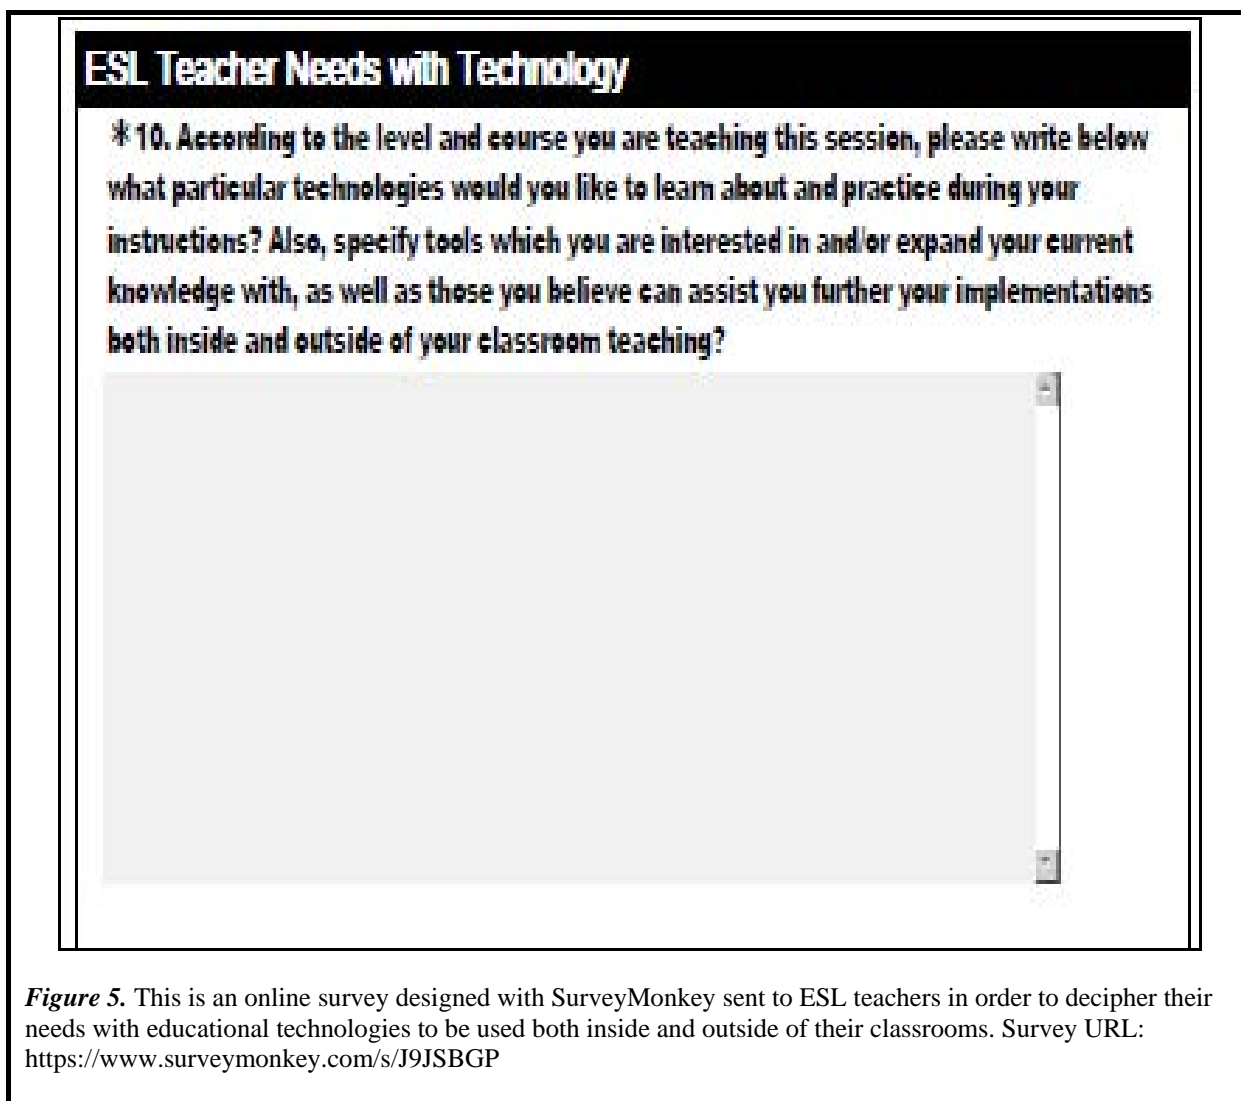 ESL Teacher Needs with Technology
*10. According to the level and course you are teaching this session, please write below
what particular technologies would you like to learn about and practice during your
instructions? Also, specify tools which you are interested in and/or expand your current
knowledge with, as well as those you believe can assist you further your implementations
both inside and outside of your classroom teaching?
Figure 5. This is an online survey designed with SurveyMonkey sent to ESL teachers in order to decipher their
needs with educational technologies to be used both inside and outside of their classrooms. Survey URL:
https://www.surveymonkey.com/s/J9JSBGP